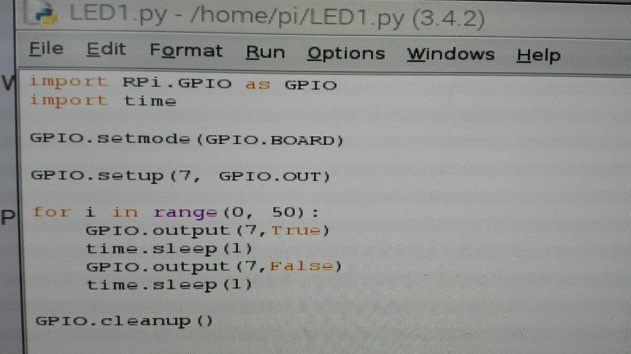 LED1.py - /home/pi/LED1.py (3.4.2)
File Edit Format Run Options Windows Help
import RPi.GPIO as GPIO
import time
GPIO.setmode(GPIO.BOARD)
GPIO.setup(7, GPIO.OUT)
for i in range(0, 50):
    GPIO.output(7,True)
    time.sleep(1)
    GPIO.output(7,False)
    time.sleep(1)
GPIO.cleanup()